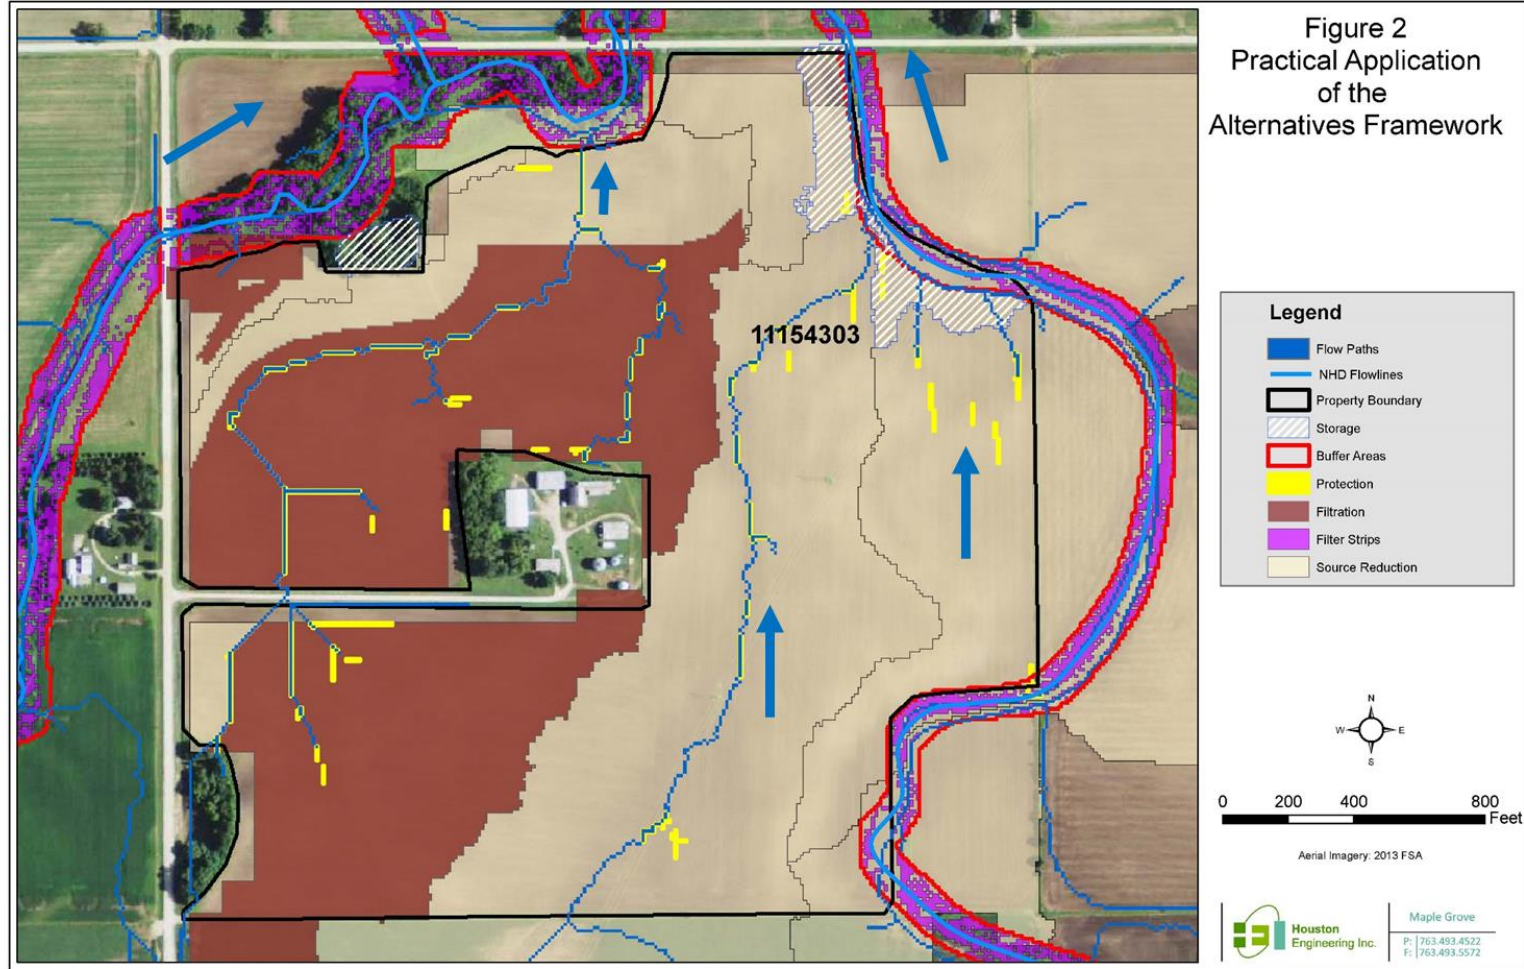 Figure 2
Practical Application
of the
Alternatives Framework
11154303
Legend
Flow Paths
NHD Flowlines
Property Boundary
Storage
Buffer Areas
Protection
Filtration
Filter Strips
Source Reduction
N
W E
S
0 200 400 800
Feet
Aerial Imagery: 2013 FSA
Houston
Engineering Inc.
Maple Grove
P: 763.493.4522
F: 763.493.5572